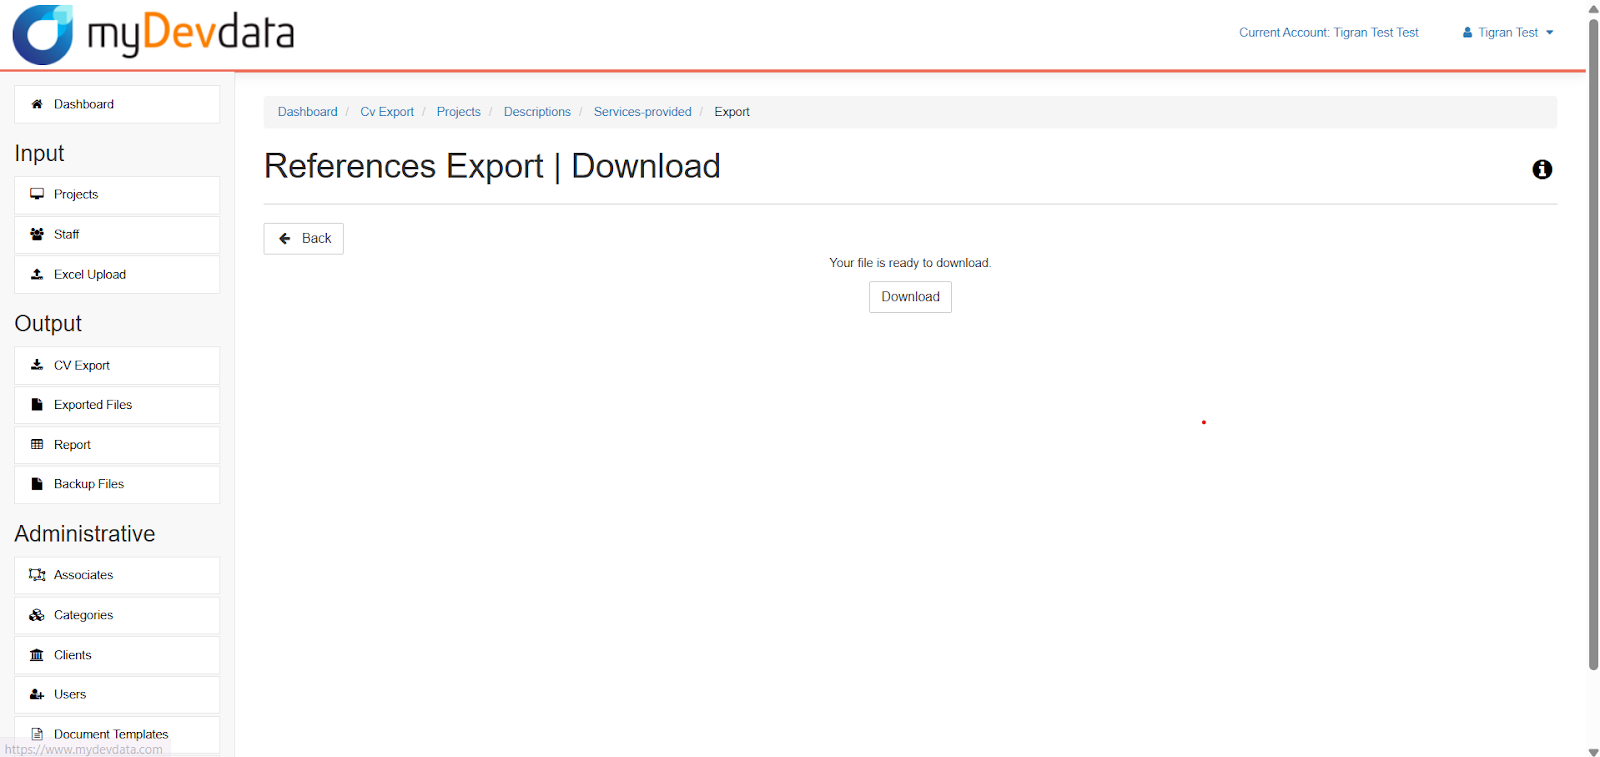 myDevdata
Current Account: Tigran Test Test
Tigran Test
Dashboard
Input
Projects
Staff
Excel Upload
Output
CV Export
Exported Files
Report
Backup Files
Administrative
Associates
Categories
Clients
Users
Document Templates
https://www.mydevdata.com
Dashboard / Cv Export / Projects / Descriptions / Services-provided / Export
References Export | Download
Back
Your file is ready to download.
Download